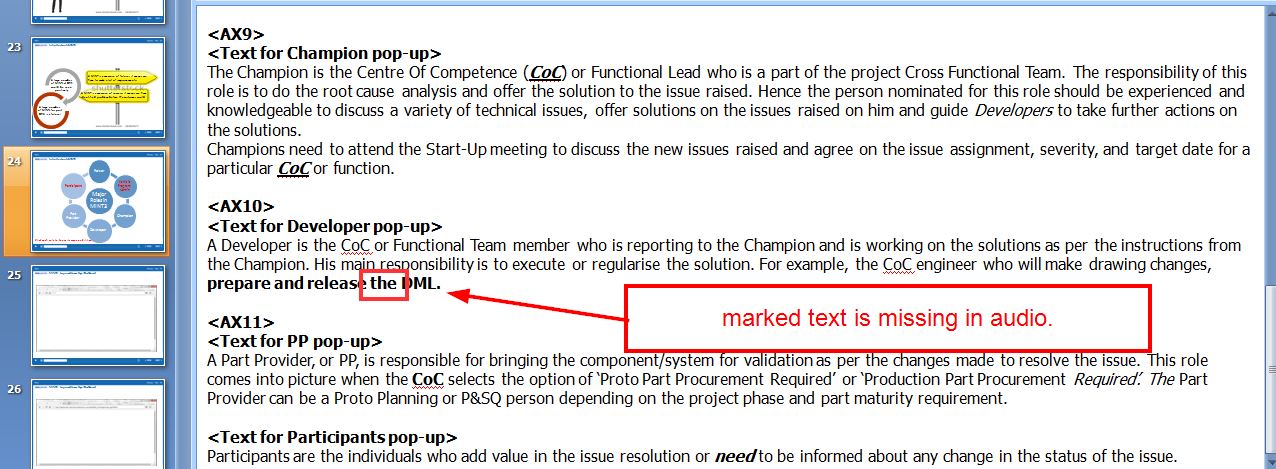 <AX9>
<Text for Champion pop-up>
The Champion is the Centre Of Competence (CoC) or Functional Lead who is a part of the project Cross Functional Team. The responsibility of this
role is to do the root cause analysis and offer the solution to the issue raised. Hence the person nominated for this role should be experienced and
knowledgeable to discuss a variety of technical issues, offer solutions on the issues raised on him and guide Developers to take further actions on
the solutions.
Champions need to attend the Start-Up meeting to discuss the new issues raised and agree on the issue assignment, severity, and target date for a
particular CoC or function.
<AX10>
<Text for Developer pop-up>
A Developer is the CoC or Functional Team member who is reporting to the Champion and is working on the solutions as per the instructions from
the Champion. His main responsibility is to execute or regularise the solution. For example, the CoC engineer who will make drawing changes,
prepare and release the DML.
marked text is missing in audio.
<AX11>
<Text for PP pop-up>
A Part Provider, or PP, is responsible for bringing the component/system for validation as per the changes made to resolve the issue. This role
comes into picture when the CoC selects the option of ‘Proto Part Procurement Required’ or ‘Production Part Procurement Required’. The Part
Provider can be a Proto Planning or P&SQ person depending on the project phase and part maturity requirement.
<Text for Participants pop-up>
Participants are the individuals who add value in the issue resolution or need to be informed about any change in the status of the issue.
23
24
Major
Roles in
MINT2
Champion
Developer
25
26